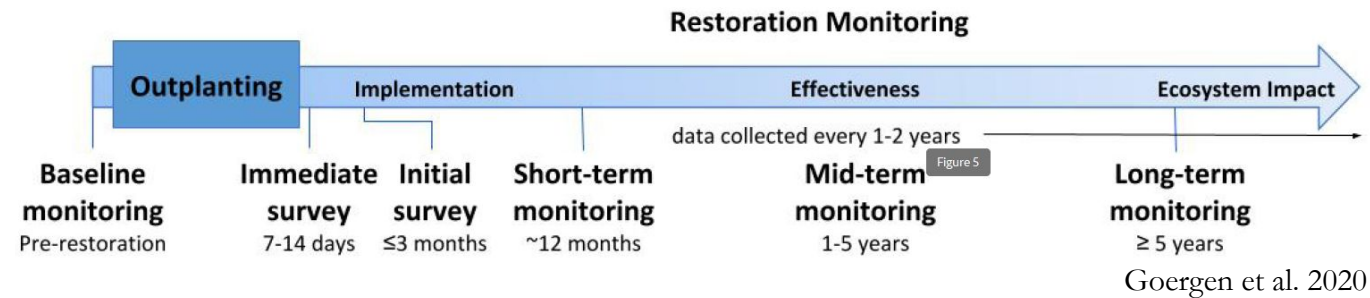 Restoration Monitoring
Outplanting
Implementation
Effectiveness
Ecosystem Impact
data collected every 1-2 years
Figure 5
Baseline
monitoring
Pre-restoration
Immediate
survey
7-14 days
Initial
survey
≤3 months
Short-term
monitoring
~12 months
Mid-term
monitoring
1-5 years
Long-term
monitoring
≥ 5 years
Goergen et al. 2020